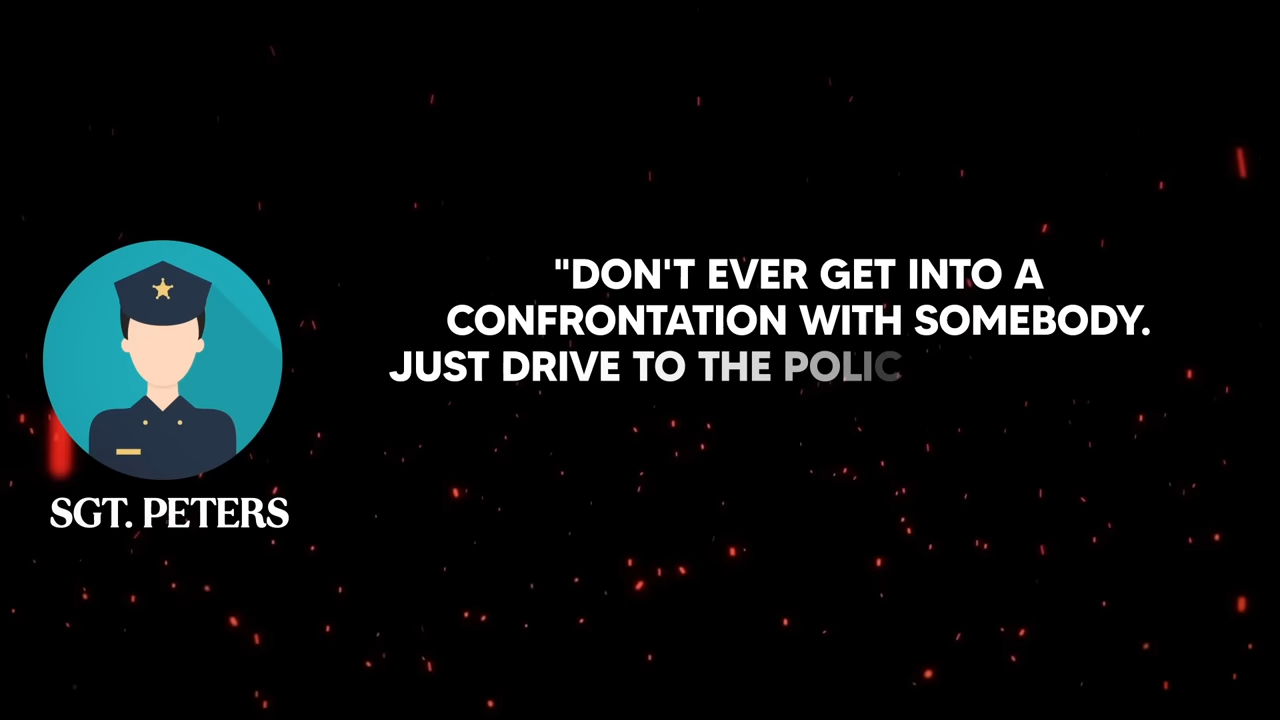 "DON'T EVER GET INTO A
CONFRONTATION WITH SOMEBODY.
JUST DRIVE TO THE POLIC
SGT. PETERS